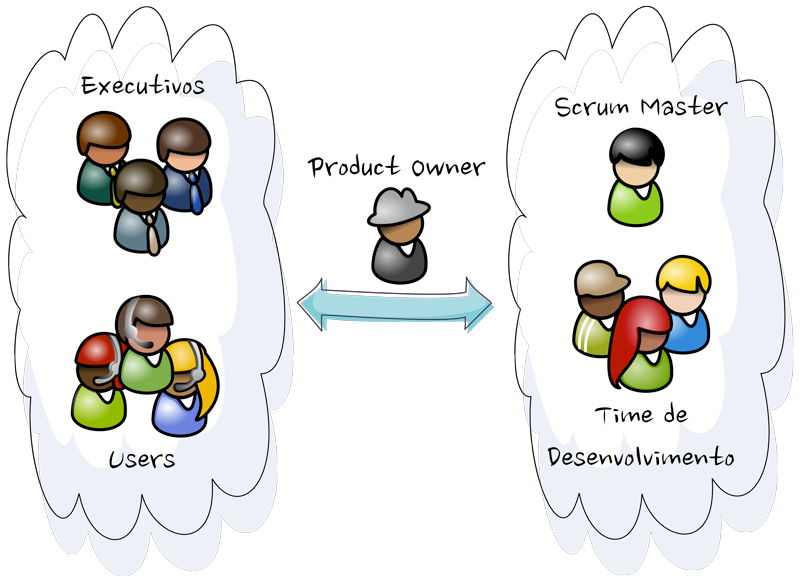 Executivos
Users
Product Owner
Scrum Master
Time de
Desenvolvimento